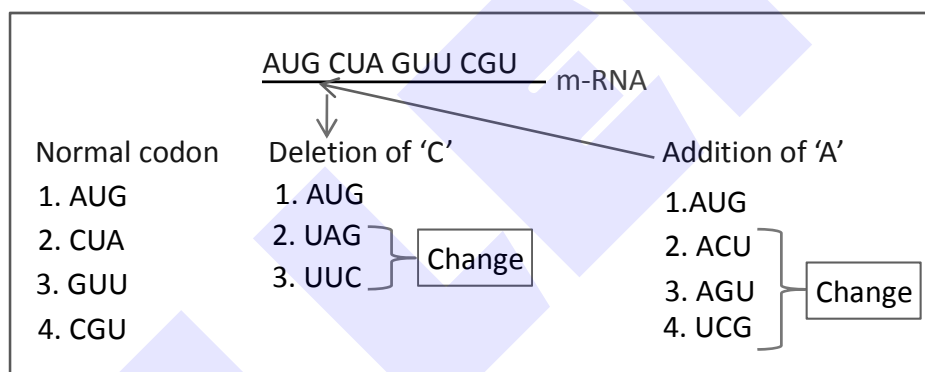 AUG CUA GUU CGU
m-RNA
Normal codon
1. AUG
2. CUA
3. GUU
4. CGU
Deletion of ‘C’
1. AUG
2. UAG
3. UUC
Change
Addition of ‘A’
1.AUG
2. ACU
3. AGU
4. UCG
Change